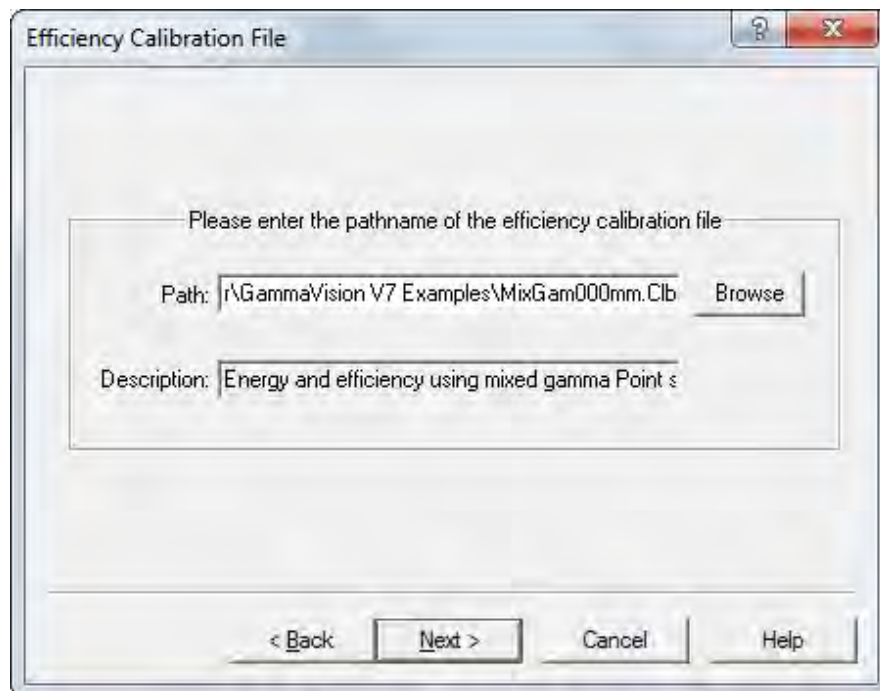 Efficiency Calibration File
Please enter the pathname of the efficiency calibration file
Path: r\GammaVision V7 Examples\MixGam000mm.Clb Browse
Description: Energy and efficiency using mixed gamma Point s
< Back Next > Cancel Help